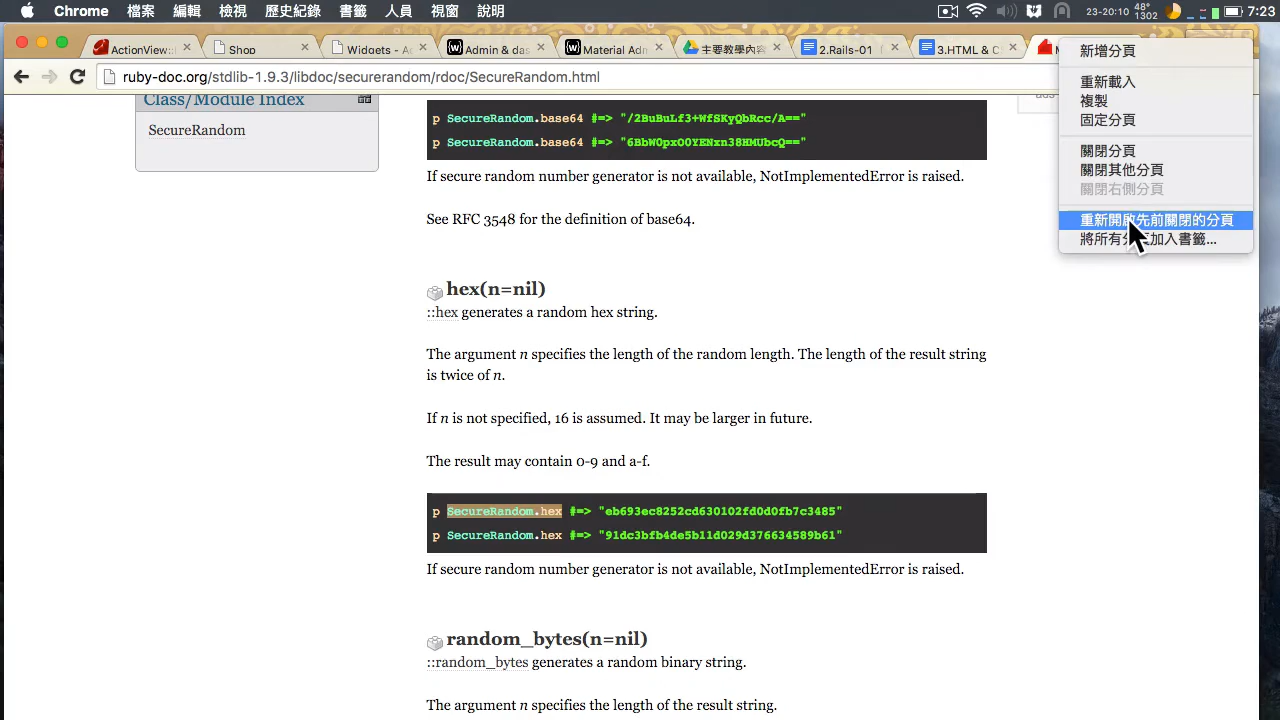 Chrome 檔案 編輯 檢視 歷史紀錄 書籤 人員 視窗 說明 23-20:10 48° 1302 7:23
ActionView::H
Shop
Widgets - Ac
Admin & das
Material Adm
主要教學內容
2.Rails-01
3.HTML & C
ruby-doc.org/stdlib-1.9.3/libdoc/securerandom/rdoc/SecureRandom.html
新增分頁
重新載入
複製
固定分頁
關閉分頁
關閉其他分頁
關閉右側分頁
重新開啟先前關閉的分頁
將所有分頁加入書籤...
Class/Module Index
SecureRandom
p SecureRandom.base64 #=> "/2BuBuLf3+WfSKyQbRcc/A=="
p SecureRandom.base64 #=> "6BbW0pxO0YENxn38HMUbcQ=="
If secure random number generator is not available, NotImplementedError is raised.
See RFC 3548 for the definition of base64.
hex(n=nil)
::hex generates a random hex string.
The argument n specifies the length of the random length. The length of the result string
is twice of n.
If n is not specified, 16 is assumed. It may be larger in future.
The result may contain 0-9 and a-f.
p SecureRandom.hex #=> "eb693ec8252cd630102fd0d0fb7c3485"
p SecureRandom.hex #=> "91dc3bfb4de5b11d029d376634589b61"
If secure random number generator is not available, NotImplementedError is raised.
random_bytes(n=nil)
::random_bytes generates a random binary string.
The argument n specifies the length of the result string.